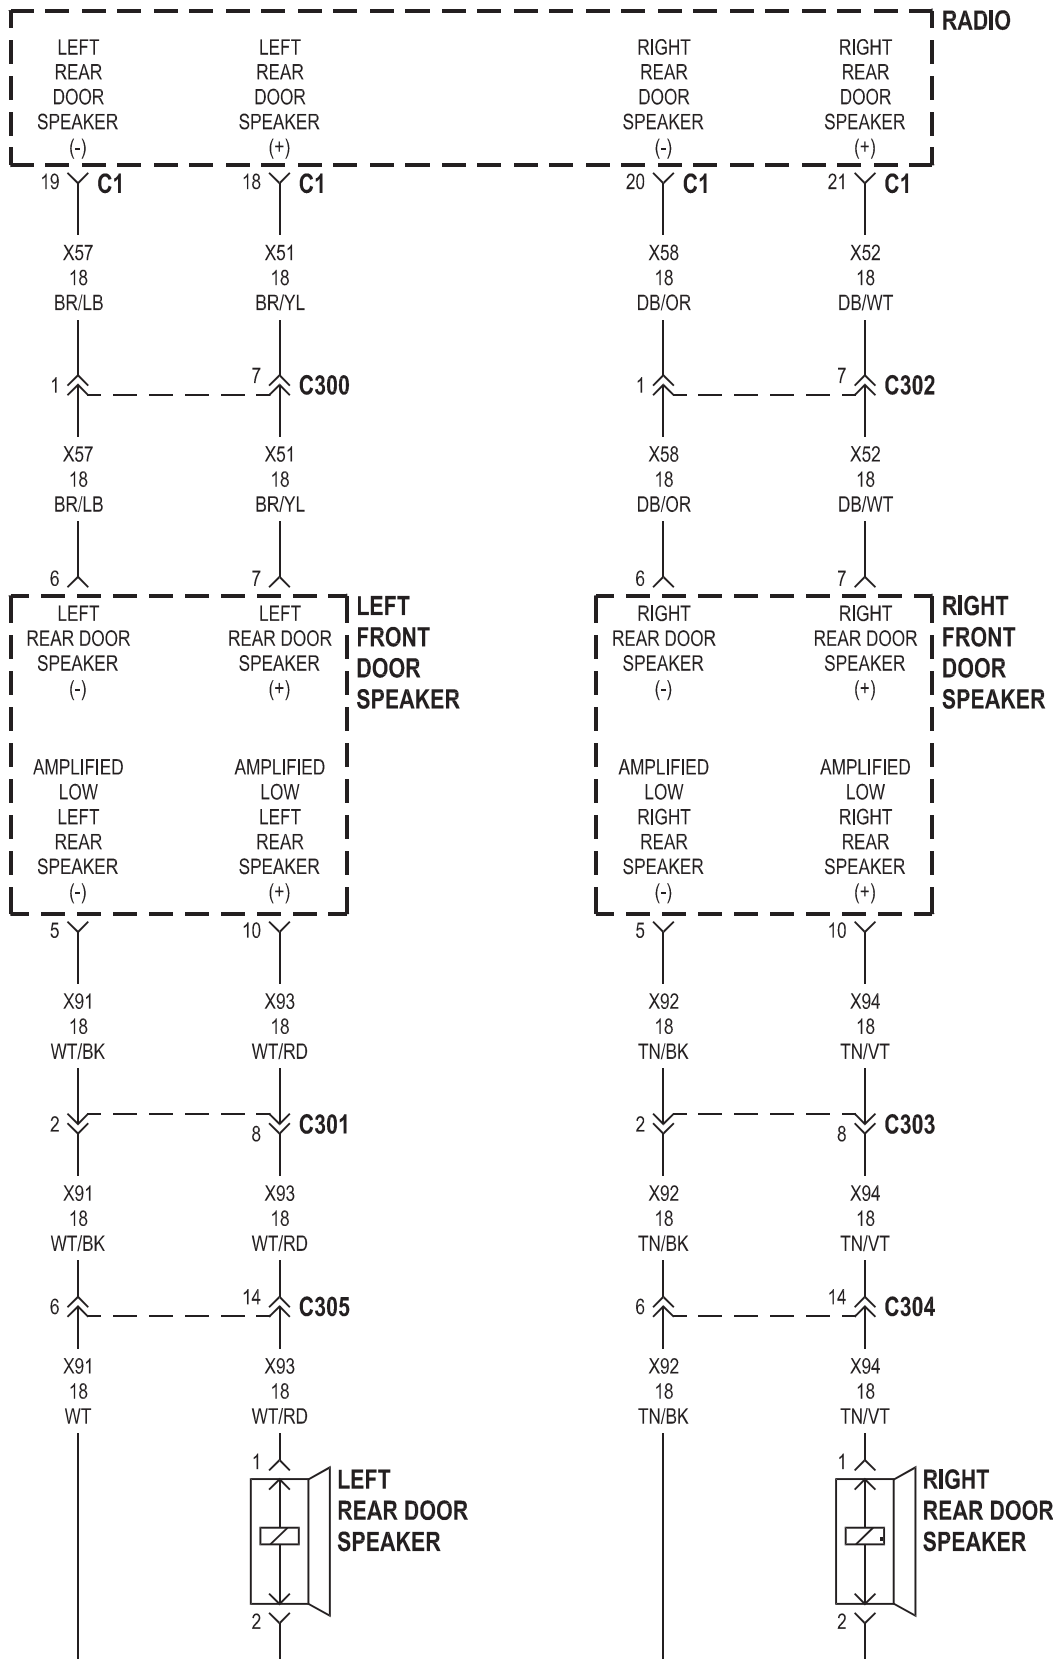 RADIO
LEFT LEFT RIGHT RIGHT
REAR REAR REAR REAR
DOOR DOOR DOOR DOOR
SPEAKER SPEAKER SPEAKER SPEAKER
(-) (+) (-) (+)
19 C1 18 C1 20 C1 21 C1
X57 X51 X58 X52
18 18 18 18
BR/LB BR/YL DB/OR DB/WT
1 7 C300 1 7 C302
X57 X51 X58 X52
18 18 18 18
BR/LB BR/YL DB/OR DB/WT
6 7 6 7
LEFT LEFT RIGHT RIGHT
REAR DOOR REAR DOOR REAR DOOR REAR DOOR
SPEAKER SPEAKER SPEAKER SPEAKER
(-) (+) (-) (+)
LEFT
FRONT
DOOR
SPEAKER
RIGHT
FRONT
DOOR
SPEAKER
AMPLIFIED AMPLIFIED AMPLIFIED AMPLIFIED
LOW LOW LOW LOW
LEFT LEFT RIGHT RIGHT
REAR REAR REAR REAR
SPEAKER SPEAKER SPEAKER SPEAKER
(-) (+) (-) (+)
5 10 5 10
X91 X93 X92 X94
18 18 18 18
WT/BK WT/RD TN/BK TN/VT
2 8 C301 2 8 C303
X91 X93 X92 X94
18 18 18 18
WT/BK WT/RD TN/BK TN/VT
6 14 C305 6 14 C304
X91 X93 X92 X94
18 18 18 18
WT WT/RD TN/BK TN/VT
1 1
LEFT
REAR DOOR
SPEAKER
RIGHT
REAR DOOR
SPEAKER
2 2